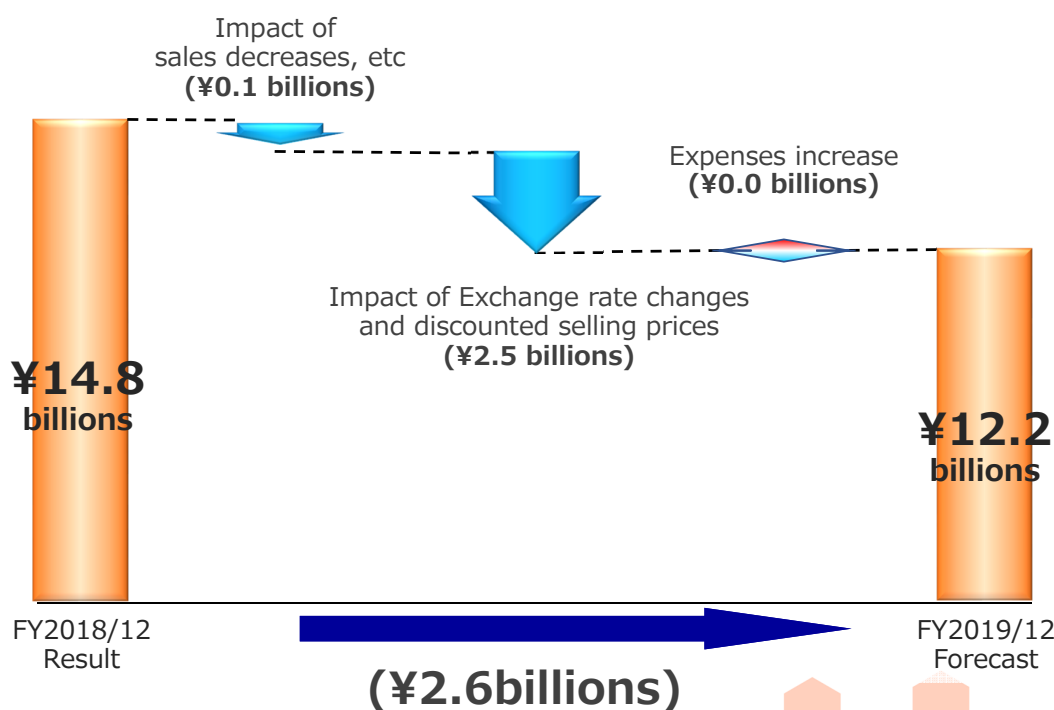 Impact of
sales decreases, etc
(¥0.1 billions)
Expenses increase
(¥0.0 billions)
Impact of Exchange rate changes
and discounted selling prices
(¥2.5 billions)
¥14.8
billions
¥12.2
billions
FY2018/12
Result
FY2019/12
Forecast
(¥2.6billions)